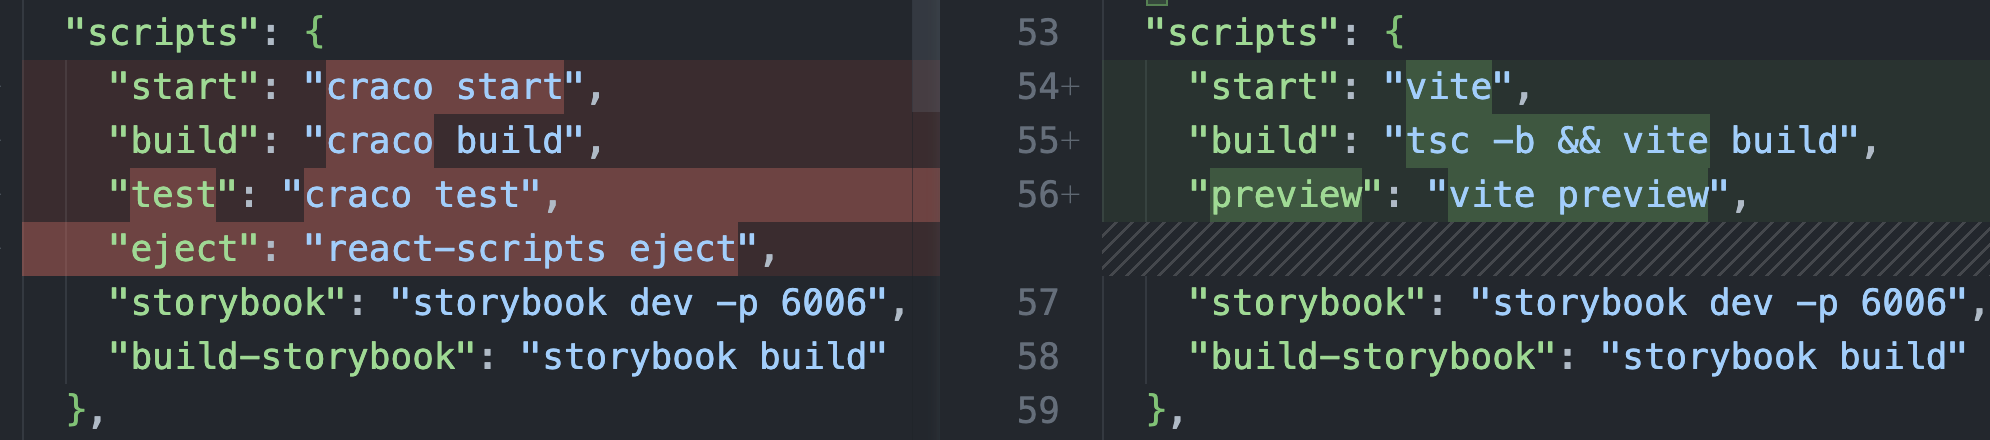 "scripts": {
"start": "craco start",
"build": "craco build",
"test": "craco test",
"eject": "react-scripts eject",
"storybook": "storybook dev -p 6006",
"build-storybook": "storybook build"
},
53 "scripts": {
54+ "start": "vite",
55+ "build": "tsc -b && vite build",
56+ "preview": "vite preview",
57 "storybook": "storybook dev -p 6006",
58 "build-storybook": "storybook build"
59 },